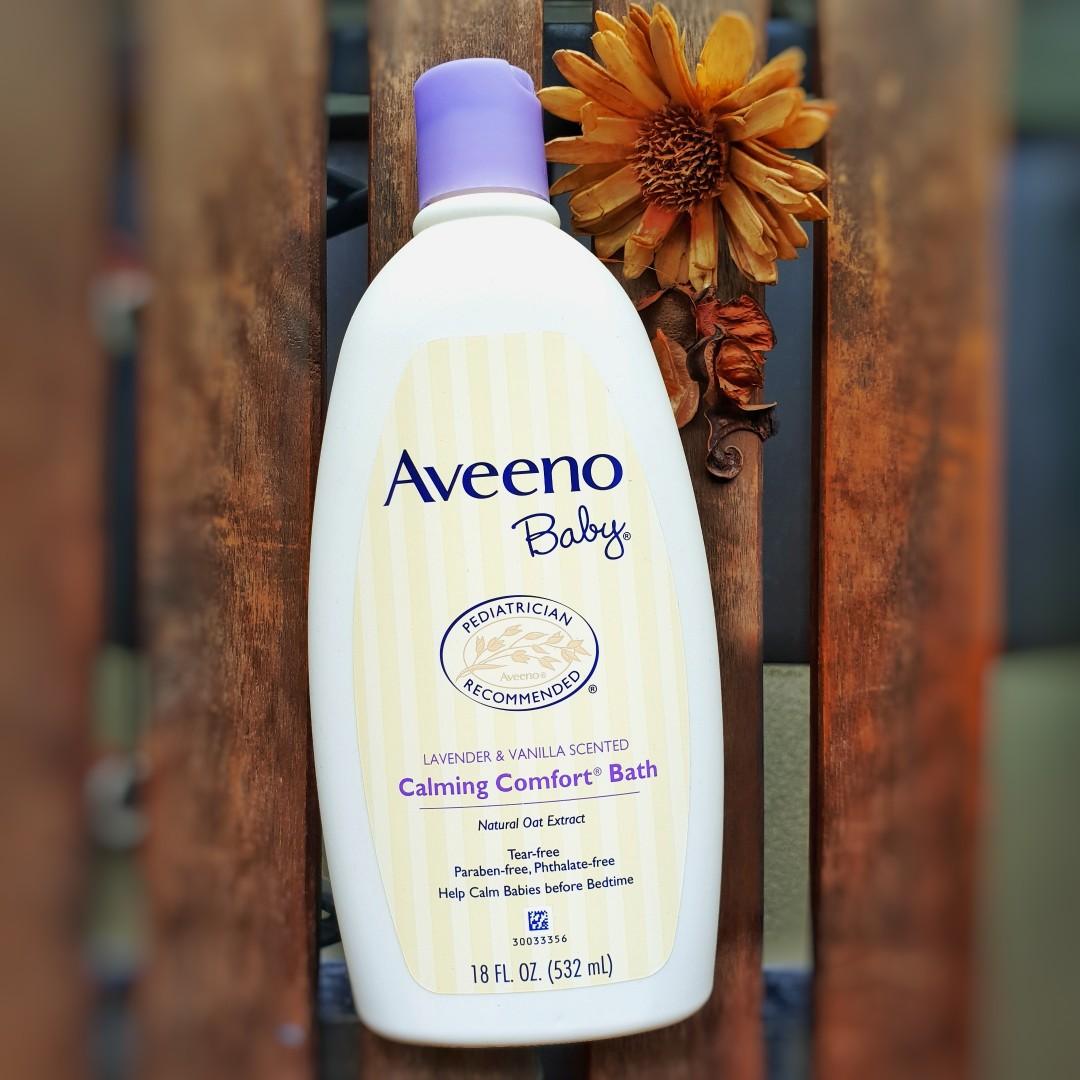 Aveeno
Baby®
PEDIATRICIAN
Aveeno®
RECOMMENDED®
LAVENDER & VANILLA SCENTED
Calming Comfort® Bath
Natural Oat Extract
Tear-free
Paraben-free, Phthalate-free
Help Calm Babies before Bedtime
30033356
18 FL. OZ. (532 mL)